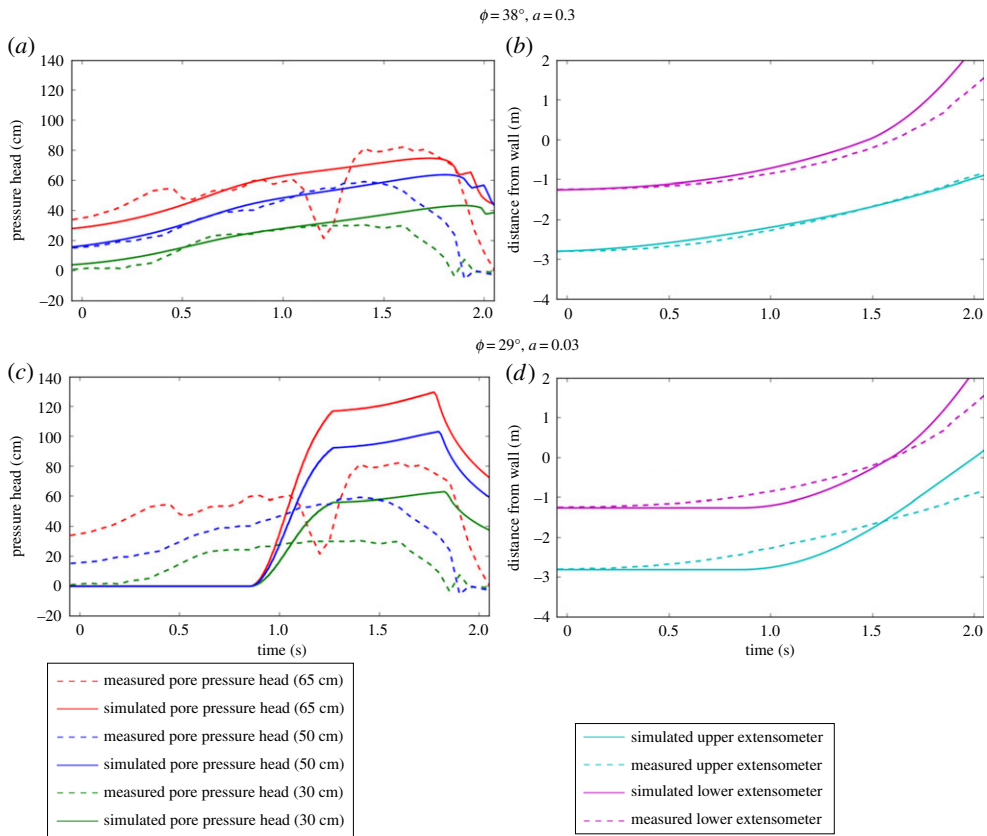 ϕ = 38°, a = 0.3
(a)
(b)
140
120
100
80
60
40
20
0
–20
pressure head (cm)
0
0.5
1.0
1.5
2.0
2
1
0
–1
–2
–3
–4
distance from wall (m)
0
0.5
1.0
1.5
2.0
ϕ = 29°, a = 0.03
(c)
(d)
140
120
100
80
60
40
20
0
–20
pressure head (cm)
0
0.5
1.0
1.5
2.0
time (s)
2
1
0
–1
–2
–3
–4
distance from wall (m)
0
0.5
1.0
1.5
2.0
time (s)
measured pore pressure head (65 cm)
simulated pore pressure head (65 cm)
measured pore pressure head (50 cm)
simulated pore pressure head (50 cm)
measured pore pressure head (30 cm)
simulated pore pressure head (30 cm)
simulated upper extensometer
measured upper extensometer
simulated lower extensometer
measured lower extensometer